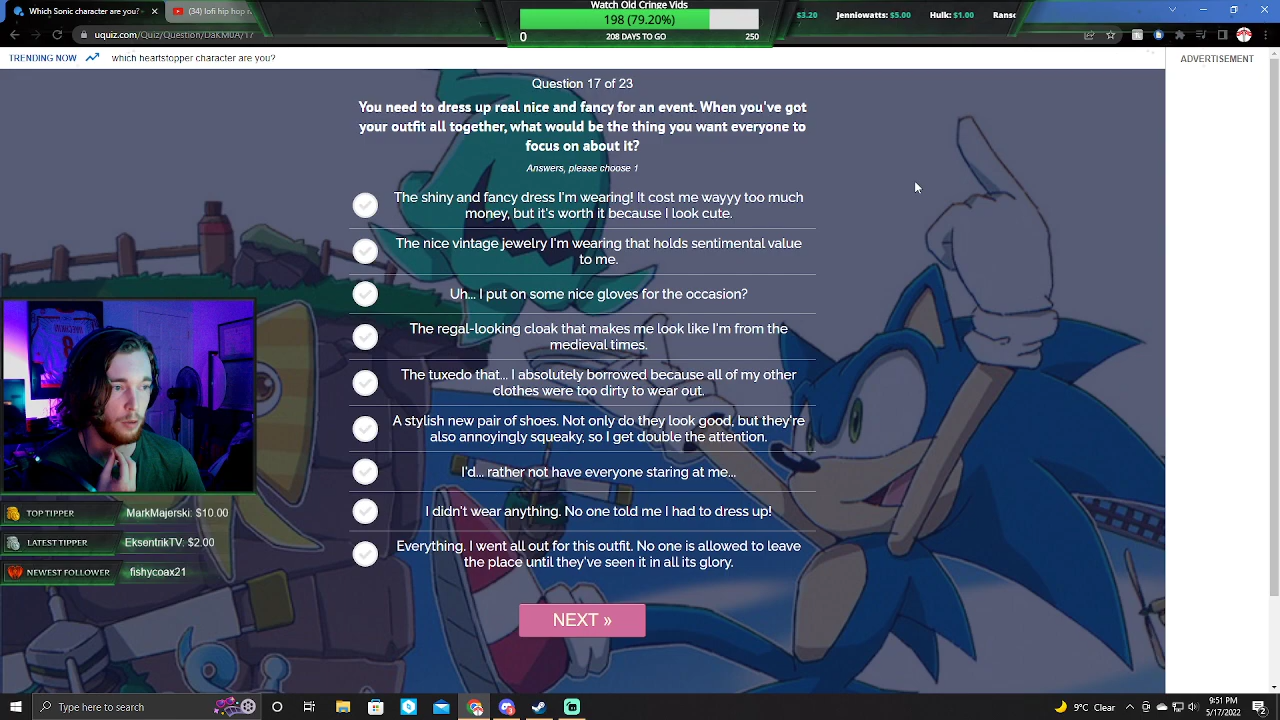 Which Sonic character are you?
(34) lofi hip hop r
Watch Old Cringe Vids
198 (79.20%)
0
208 DAYS TO GO
250
$3.20
Jenniowatts: $5.00
Hulk: $1.00
Ransc
TRENDING NOW
which heartstopper character are you?
ADVERTISEMENT
Question 17 of 23
You need to dress up real nice and fancy for an event. When you've got
your outfit all together, what would be the thing you want everyone to
focus on about it?
Answers, please choose 1
The shiny and fancy dress I'm wearing! It cost me wayyy too much
money, but it's worth it because I look cute.
The nice vintage jewelry I'm wearing that holds sentimental value
to me.
Uh... I put on some nice gloves for the occasion?
The regal-looking cloak that makes me look like I'm from the
medieval times.
The tuxedo that... I absolutely borrowed because all of my other
clothes were too dirty to wear out.
A stylish new pair of shoes. Not only do they look good, but they're
also annoyingly squeaky, so I get double the attention.
I'd... rather not have everyone staring at me...
I didn't wear anything. No one told me I had to dress up!
Everything. I went all out for this outfit. No one is allowed to leave
the place until they've seen it in all its glory.
NEXT »
TOP TIPPER
MarkMajerski: $10.00
LATEST TIPPER
EksentrikTV: $2.00
NEWEST FOLLOWER
fishycoax21
Type here to search
9°C Clear
9:51 PM
5/17/2022